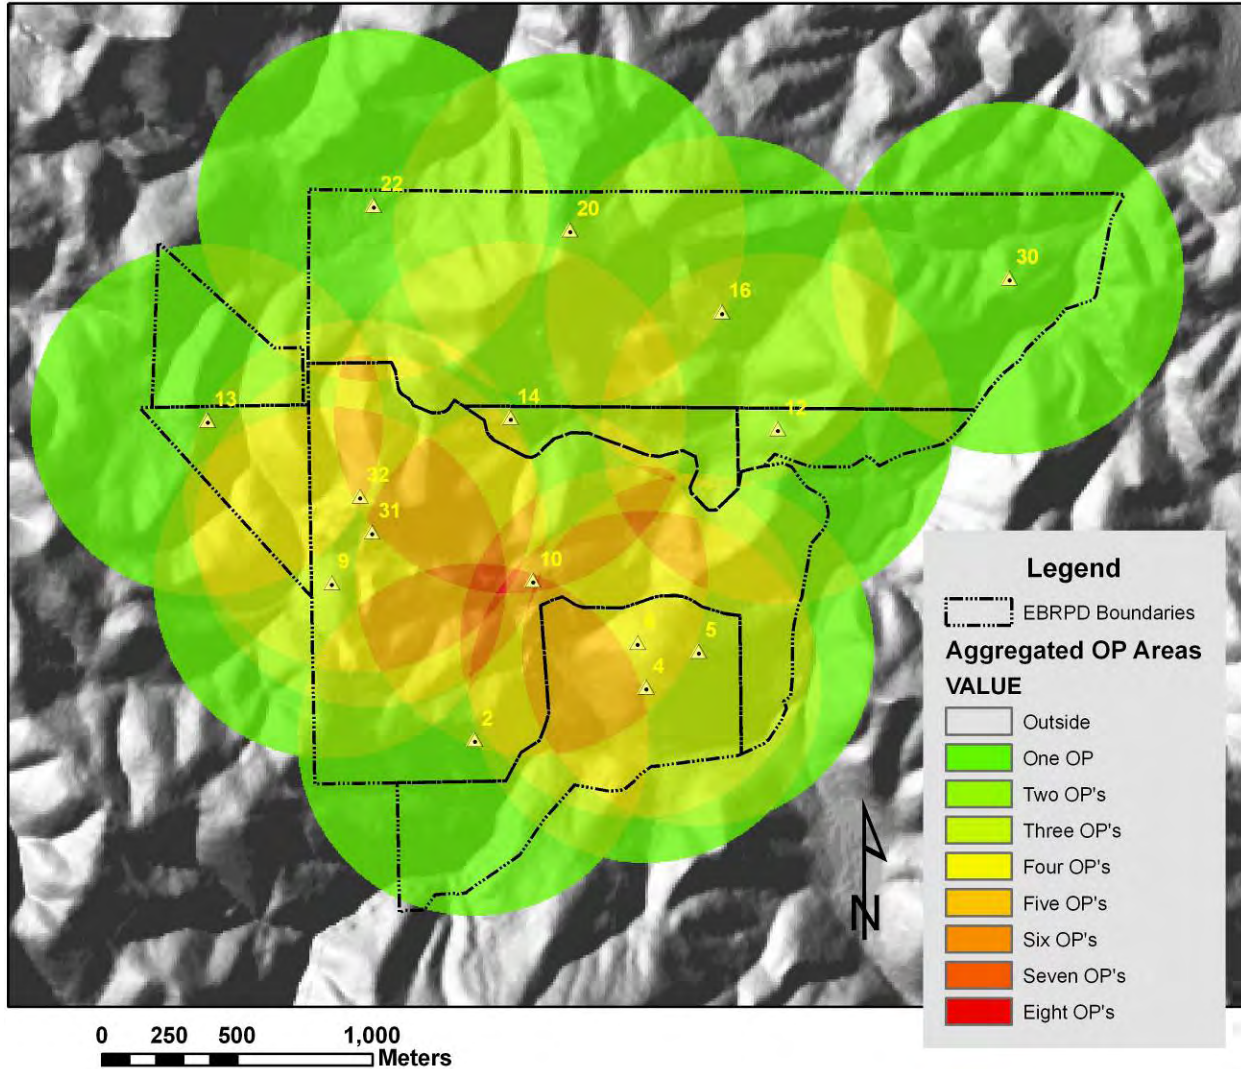 22
20
30
16
13
14
12
32
31
9
10
5
4
2
Legend
EBRPD Boundaries
Aggregated OP Areas
VALUE
Outside
One OP
Two OP's
Three OP's
Four OP's
Five OP's
Six OP's
Seven OP's
Eight OP's
N
0 250 500 1,000
Meters